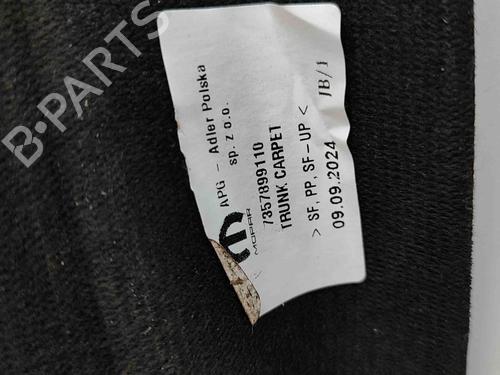 B-PARTS
APG - Adler Polska
sp. z o.o.
MOPAR
7357899110
TRUNK CARPET
> SF, PP, SF-UP <
09.09.2024
JB/1